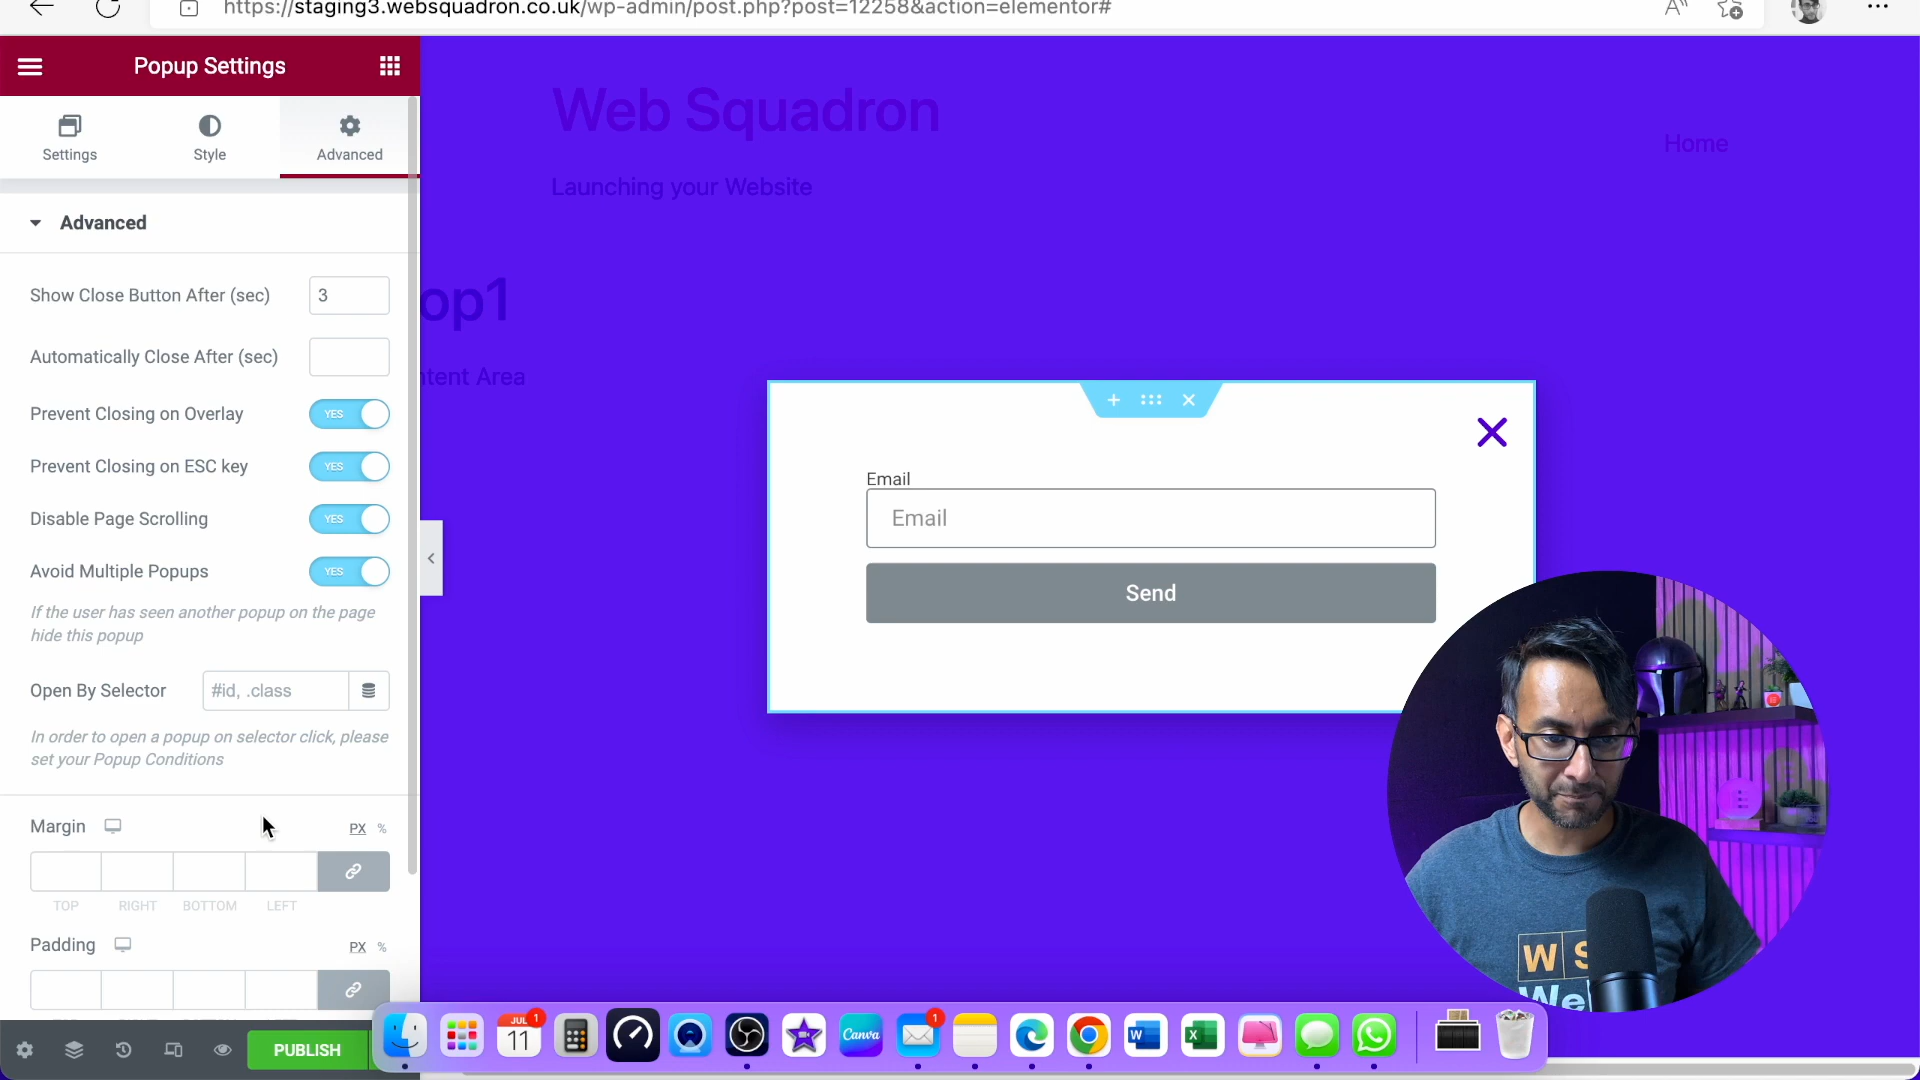 https://staging3.websquadron.co.uk/wp-admin/post.php?post=12258&action=elementor#
Popup Settings
Settings
Style
Advanced
Advanced
Show Close Button After (sec)
3
Automatically Close After (sec)
Prevent Closing on Overlay
YES
Prevent Closing on ESC key
YES
Disable Page Scrolling
YES
Avoid Multiple Popups
YES
If the user has seen another popup on the page
hide this popup
Open By Selector
#id, .class
In order to open a popup on selector click, please
set your Popup Conditions
Margin
PX %
TOP RIGHT BOTTOM LEFT
Padding
PX %
PUBLISH
Web Squadron
Launching your Website
Home
op1
ntent Area
Email
Email
Send
W S
We
JUL
11
1
Canva
1
W
X